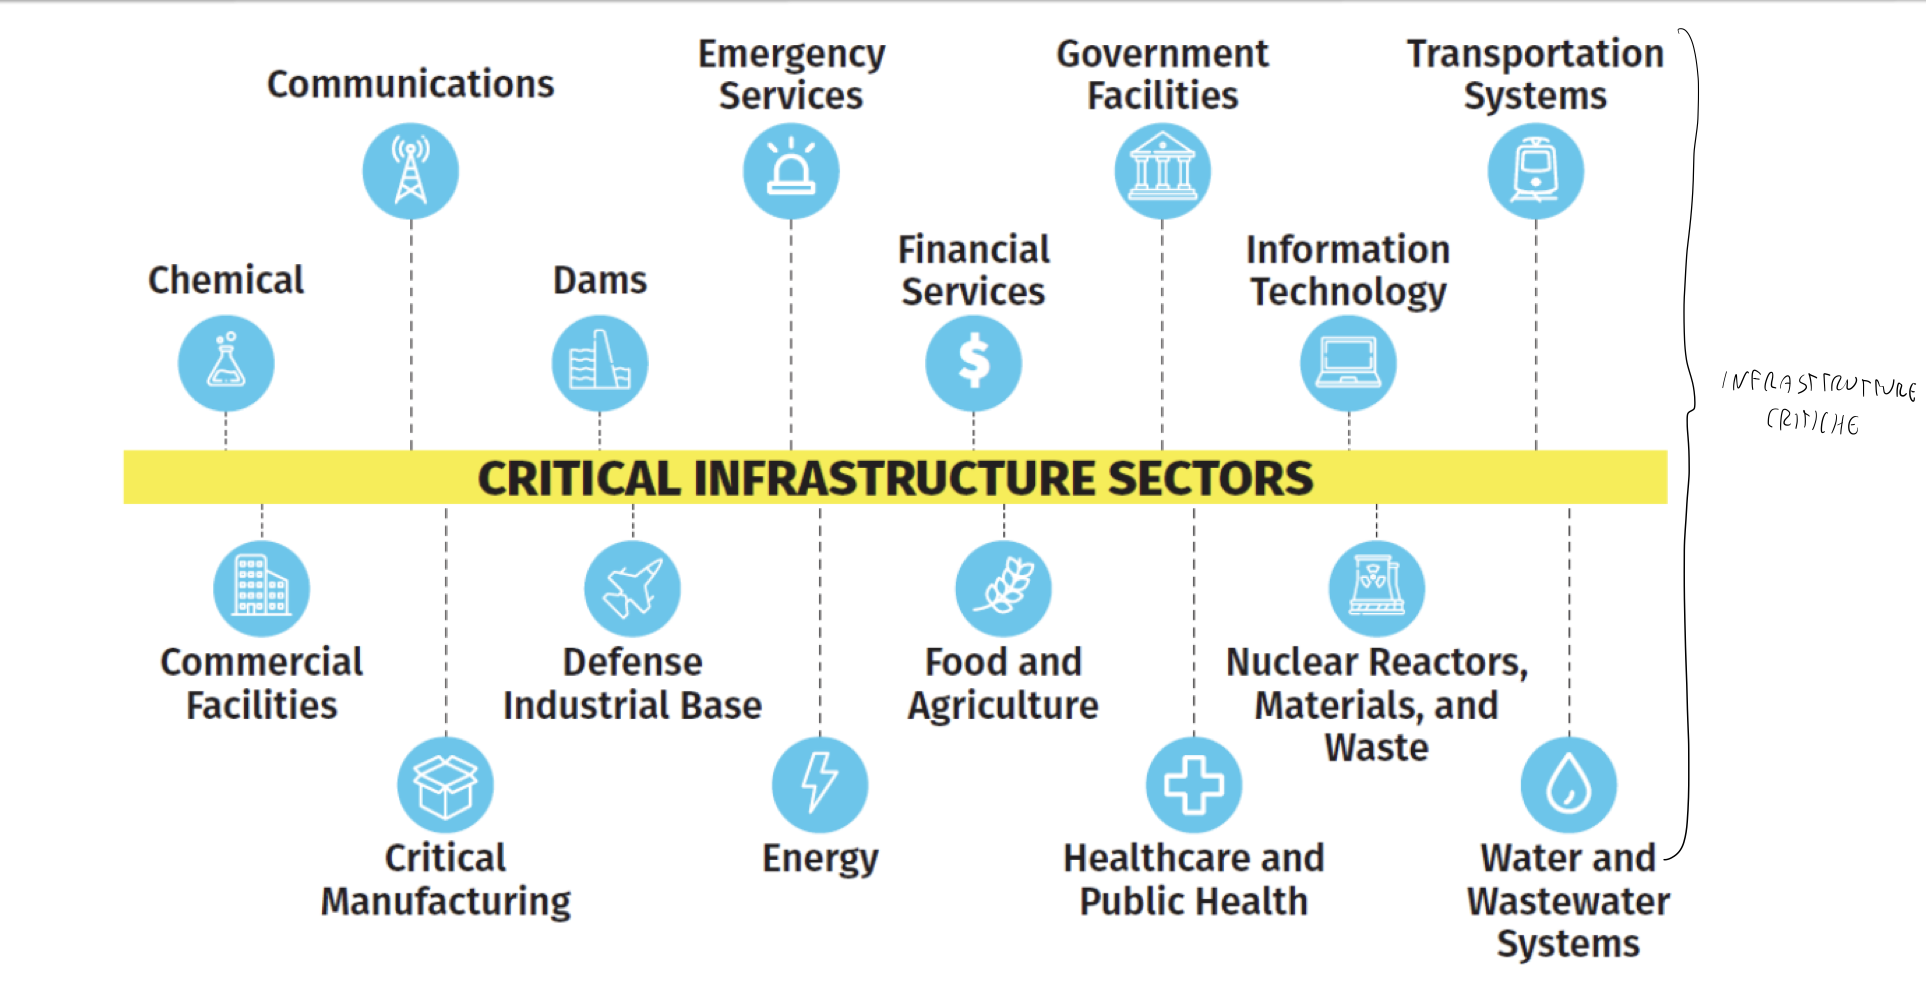 Communications
Emergency
Services
Government
Facilities
Transportation
Systems
Chemical
Dams
Financial
Services
Information
Technology
CRITICAL INFRASTRUCTURE SECTORS
Commercial
Facilities
Defense
Industrial Base
Food and
Agriculture
Nuclear Reactors,
Materials, and
Waste
Critical
Manufacturing
Energy
Healthcare and
Public Health
Water and
Wastewater
Systems
INFRASTRUTTURE
CRITICHE